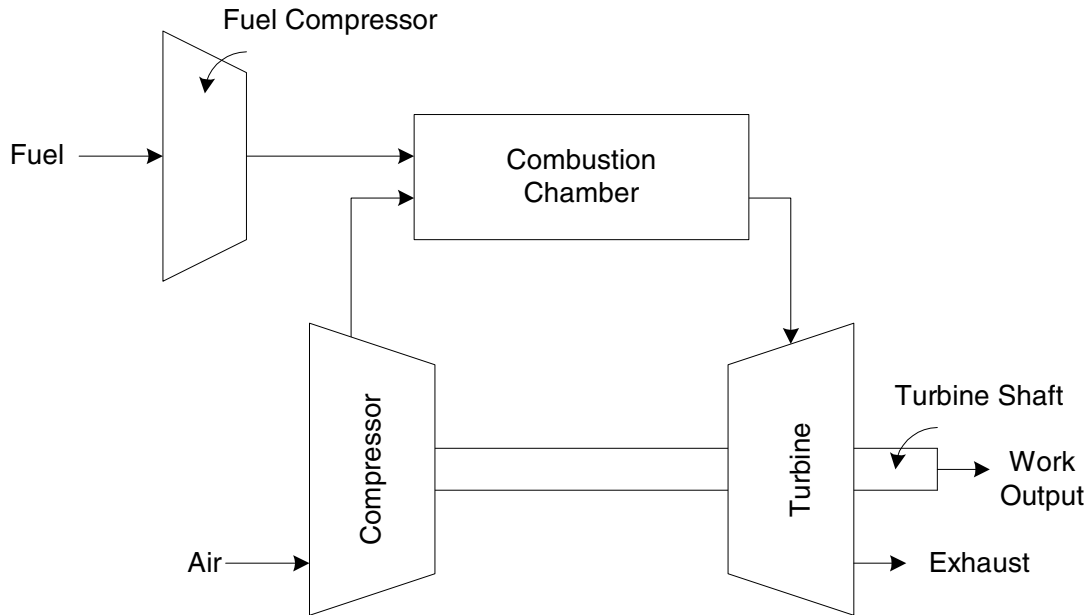 Fuel Compressor
Fuel
Combustion
Chamber
Compressor
Turbine
Turbine Shaft
Work
Output
Air
Exhaust